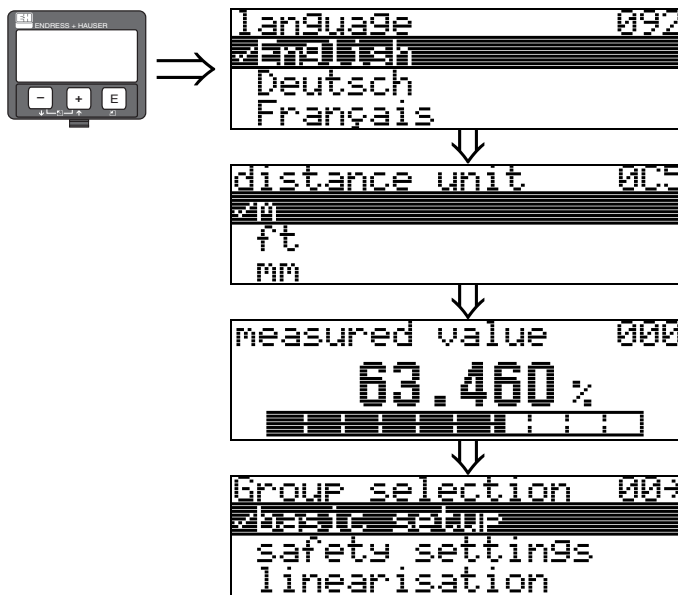 EH
ENDRESS + HAUSER
- + E
language 092
✓English
Deutsch
Français
distance unit 0C5
✓m
ft
mm
measured value 000
63.460 %
Group selection 00→
✓basic setup
safety settings
linearisation